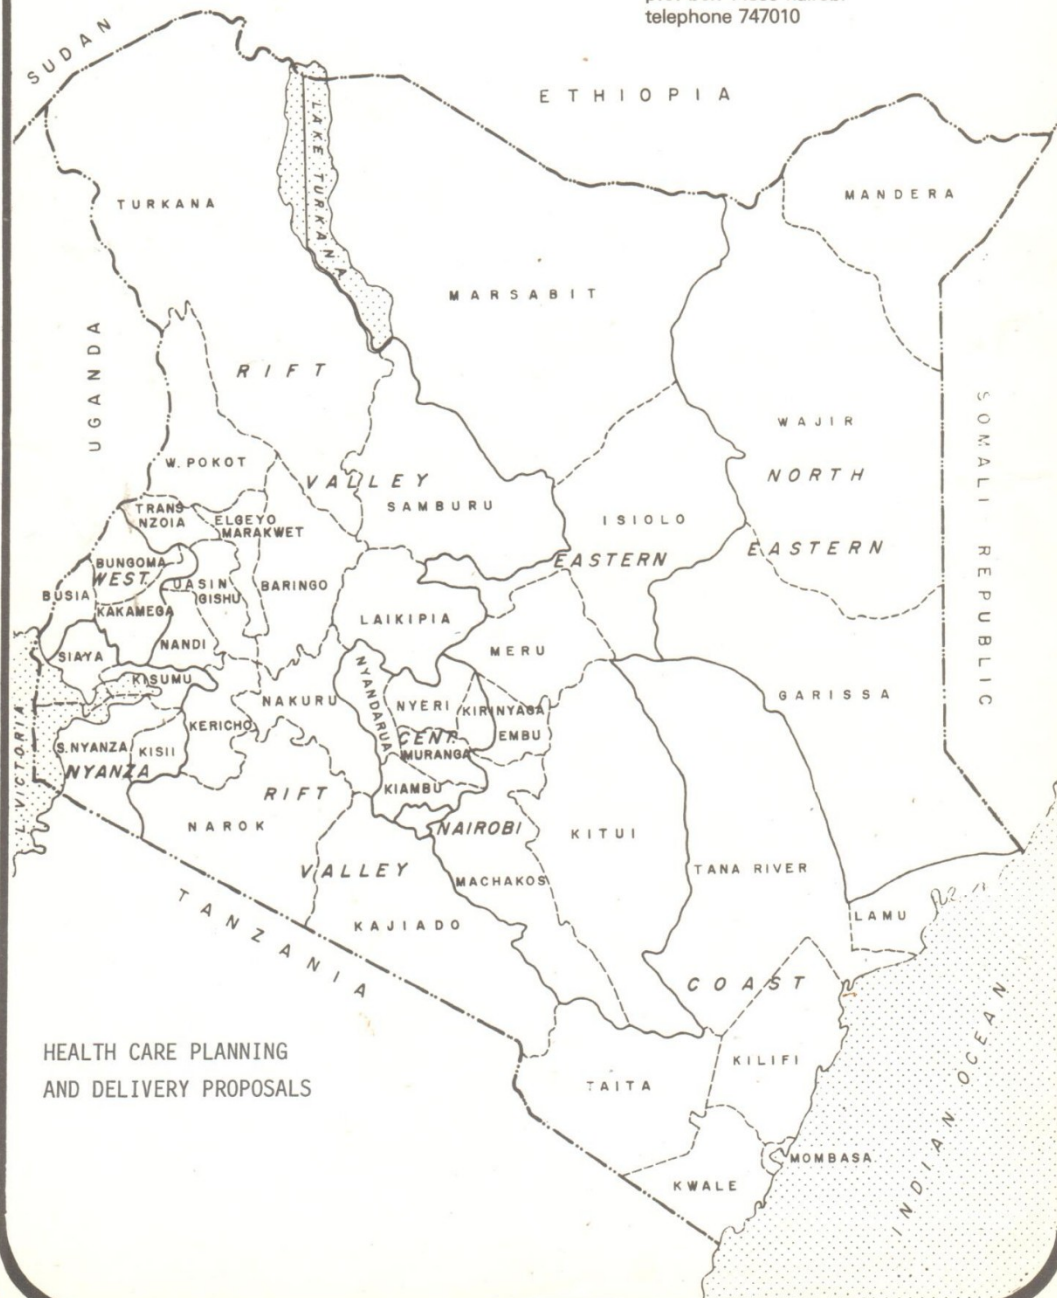 telephone 747010
SUDAN
ETHIOPIA
LAKE TURKANA
TURKANA
MANDERA
MARSABIT
UGANDA
RIFT
WAJIR
SOMALI REPUBLIC
W. POKOT
VALLEY
NORTH
SAMBURU
TRANS
NZOIA
ELGEYO
MARAKWET
ISIOLO
EASTERN
EASTERN
BUNGOMA
WEST.
UASIN
GISHU
BARINGO
BUSIA
KAKAMEGA
LAIKIPIA
NANDI
SIAYA
MERU
KISUMU
NYANDARUA
NAKURU
NYERI
KIRINYAGA
GARISSA
KERICHO
CENT.
EMBU
S.NYANZA
KISII
MURANGA
NYANZA
L. VICTORIA
RIFT
KIAMBU
NAROK
NAIROBI
KITUI
VALLEY
MACHAKOS
TANA RIVER
KAJIADO
LAMU
TANZANIA
COAST
HEALTH CARE PLANNING
AND DELIVERY PROPOSALS
KILIFI
TAITA
INDIAN OCEAN
MOMBASA
KWALE